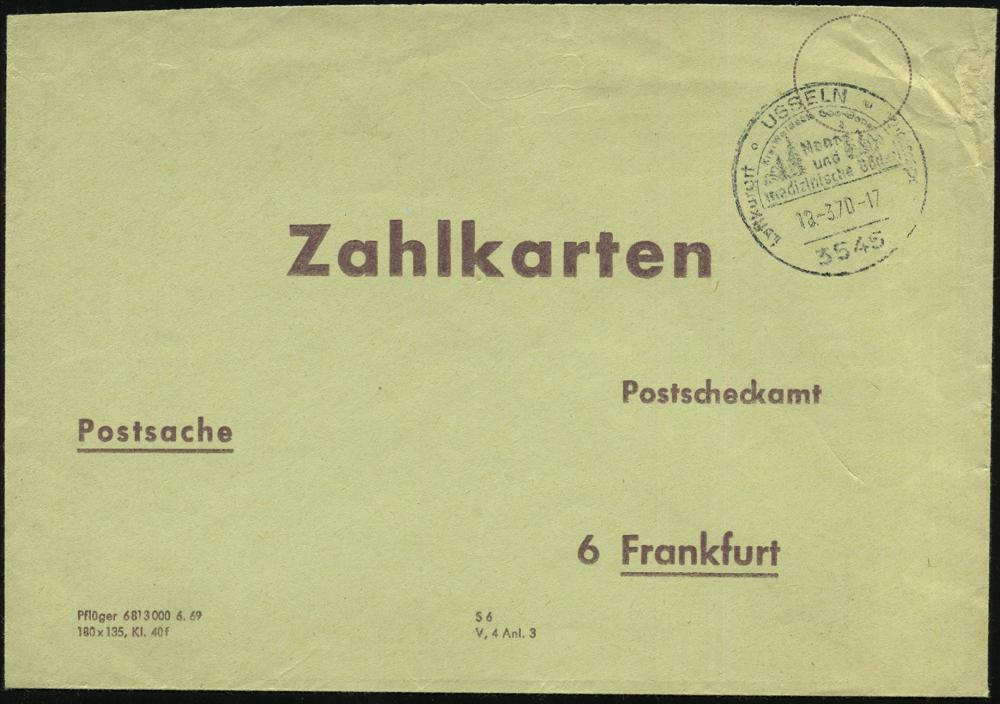 USSELN
Luftkurort
und
Medizinische
18.-3.70-17
3545
Zahlkarten
Postscheckamt
Postsache
6 Frankfurt
Pflüger 6813000 6. 69
180x135, Kl. 40f
S 6
V, 4 Anl. 3